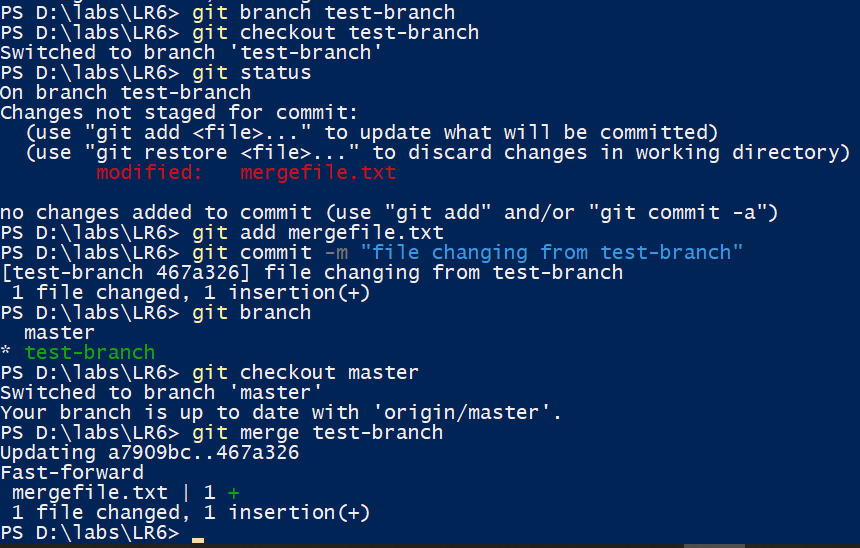 PS D:\labs\LR6> git branch test-branch
PS D:\labs\LR6> git checkout test-branch
Switched to branch 'test-branch'
PS D:\labs\LR6> git status
On branch test-branch
Changes not staged for commit:
  (use "git add <file>..." to update what will be committed)
  (use "git restore <file>..." to discard changes in working directory)
        modified:   mergefile.txt

no changes added to commit (use "git add" and/or "git commit -a")
PS D:\labs\LR6> git add mergefile.txt
PS D:\labs\LR6> git commit -m "file changing from test-branch"
[test-branch 467a326] file changing from test-branch
 1 file changed, 1 insertion(+)
PS D:\labs\LR6> git branch
  master
* test-branch
PS D:\labs\LR6> git checkout master
Switched to branch 'master'
Your branch is up to date with 'origin/master'.
PS D:\labs\LR6> git merge test-branch
Updating a7909bc..467a326
Fast-forward
 mergefile.txt | 1 +
 1 file changed, 1 insertion(+)
PS D:\labs\LR6>